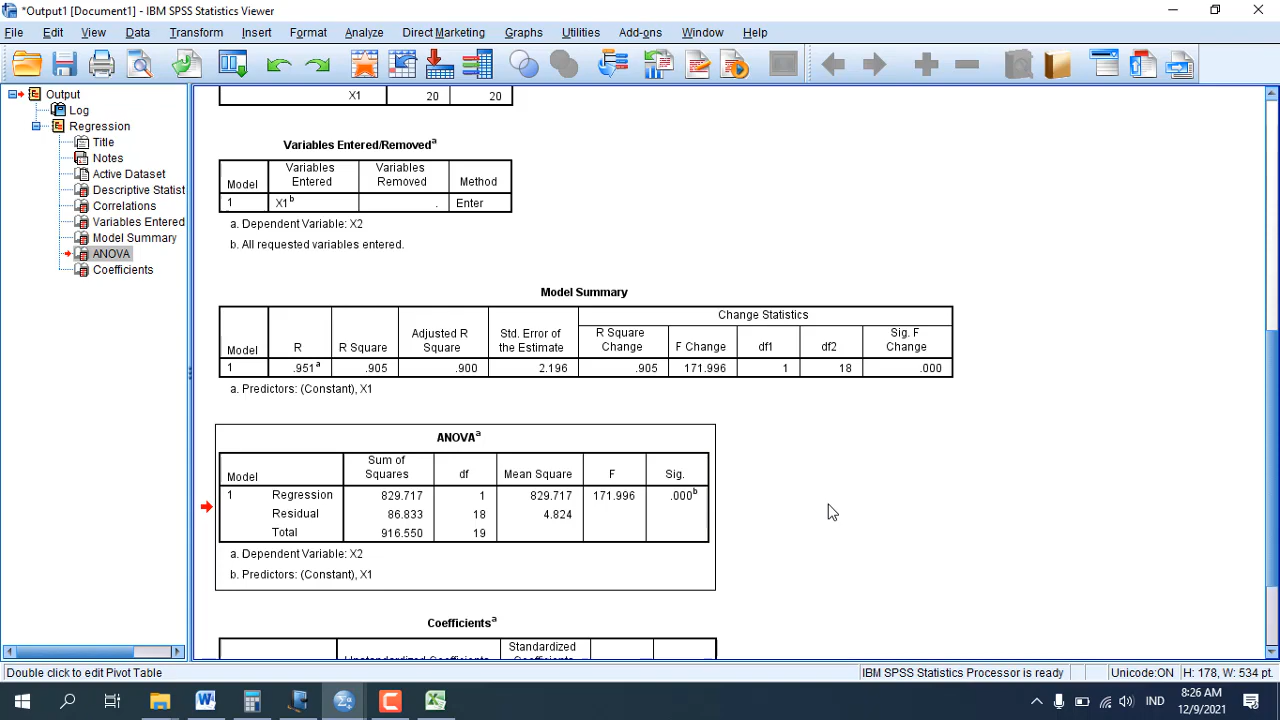 *Output1 [Document1] - IBM SPSS Statistics Viewer
File Edit View Data Transform Insert Format Analyze Direct Marketing Graphs Utilities Add-ons Window Help
Output
Log
Regression
Title
Notes
Active Dataset
Descriptive Statist
Correlations
Variables Entered
Model Summary
ANOVA
Coefficients
X1 20 20
Variables Entered/Removedᵃ
Model Variables Entered Variables Removed Method
1 X1ᵇ . Enter
a. Dependent Variable: X2
b. All requested variables entered.
Model Summary
Change Statistics
Model R R Square Adjusted R Square Std. Error of the Estimate R Square Change F Change df1 df2 Sig. F Change
1 .951ᵃ .905 .900 2.196 .905 171.996 1 18 .000
a. Predictors: (Constant), X1
ANOVAᵃ
Model Sum of Squares df Mean Square F Sig.
1 Regression 829.717 1 829.717 171.996 .000ᵇ
Residual 86.833 18 4.824
Total 916.550 19
a. Dependent Variable: X2
b. Predictors: (Constant), X1
Coefficientsᵃ
Unstandardized Coefficients Standardized Coefficients
Double click to edit Pivot Table
IBM SPSS Statistics Processor is ready Unicode:ON H: 178, W: 534 pt.
IND 8:26 AM
12/9/2021